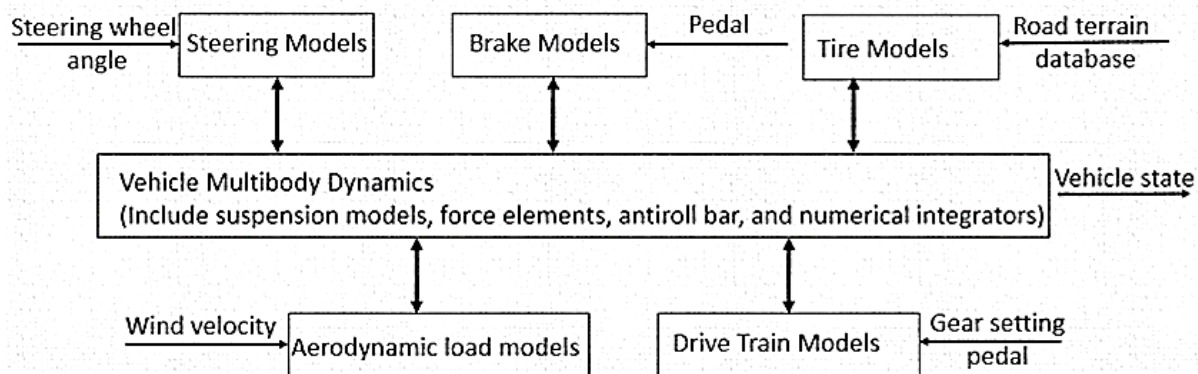 Steering wheel
angle
Steering Models
Brake Models
Pedal
Tire Models
Road terrain
database
Vehicle Multibody Dynamics
(Include suspension models, force elements, antiroll bar, and numerical integrators)
Vehicle state
Wind velocity
Aerodynamic load models
Drive Train Models
Gear setting
pedal